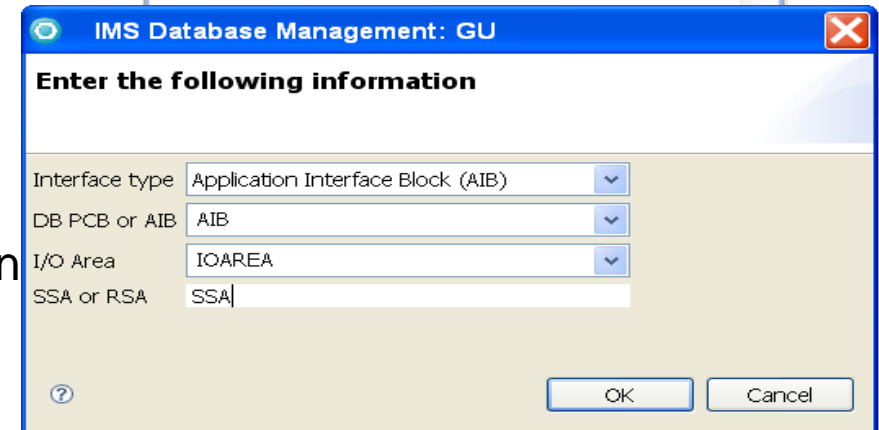 IMS Database Management: GU
Enter the following information
Interface type Application Interface Block (AIB)
DB PCB or AIB AIB
n I/O Area IOAREA
SSA or RSA SSA
? OK Cancel